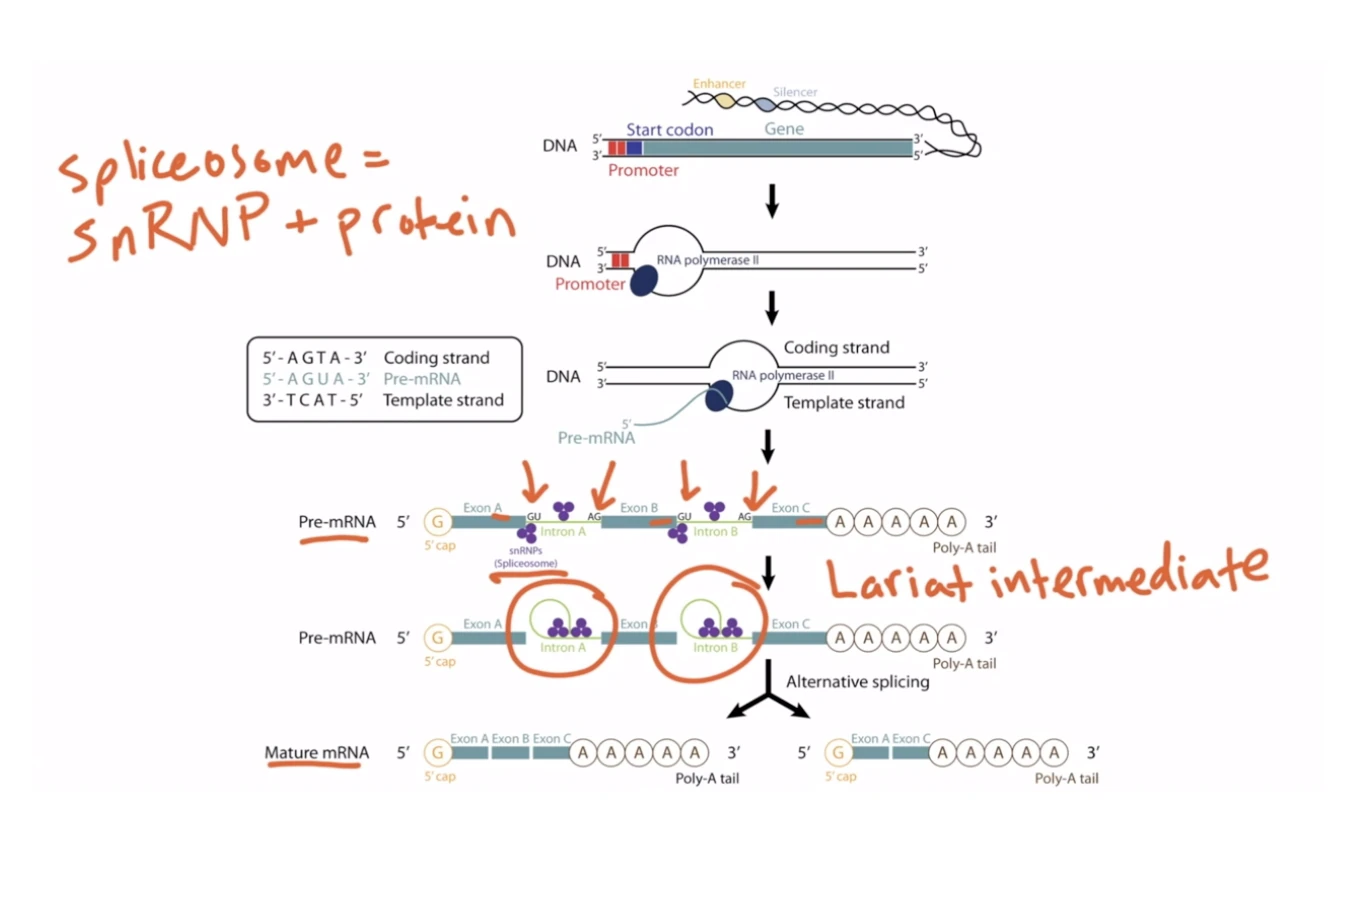 Enhancer
Silencer
Start codon
Gene
DNA
5′
3′
3′
5′
Promoter
spliceosome =
snRNP + protein
DNA
5′
3′
RNA polymerase II
3′
5′
Promoter
5′- A G T A - 3′ Coding strand
5′- A G U A - 3′ Pre-mRNA
3′- T C A T - 5′ Template strand
Coding strand
DNA
5′
3′
RNA polymerase II
3′
5′
Template strand
5′
Pre-mRNA
Pre-mRNA 5′ G Exon A GU Intron A AG Exon B GU Intron B AG Exon C A A A A A 3′
5′ cap
snRNPs
(Spliceosome)
Poly-A tail
Lariat intermediate
Pre-mRNA 5′ G Exon A Intron A Exon B Intron B Exon C A A A A A 3′
5′ cap
Poly-A tail
Alternative splicing
Mature mRNA 5′ G Exon A Exon B Exon C A A A A A 3′
5′ cap
Poly-A tail
5′ G Exon A Exon C A A A A A 3′
5′ cap
Poly-A tail